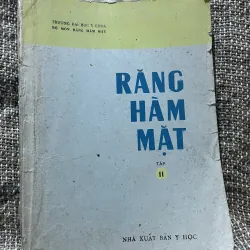 TRƯỜNG ĐẠI HỌC Y KHOA
BỘ MÔN RĂNG HÀM MẶT
RĂNG
HÀM
MẶT
TẬP
II
NHÀ XUẤT BẢN Y HỌC